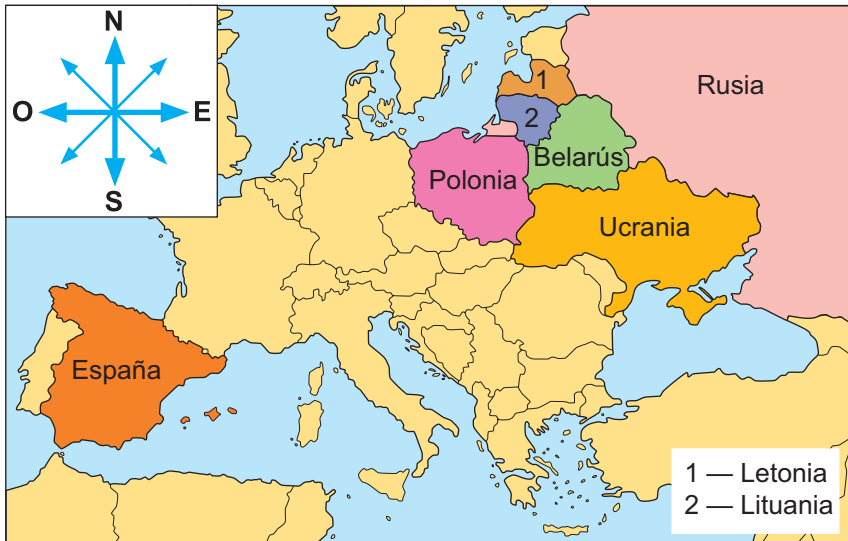 N
O
E
S
1
Rusia
2
Belarús
Polonia
Ucrania
España
1 — Letonia
2 — Lituania